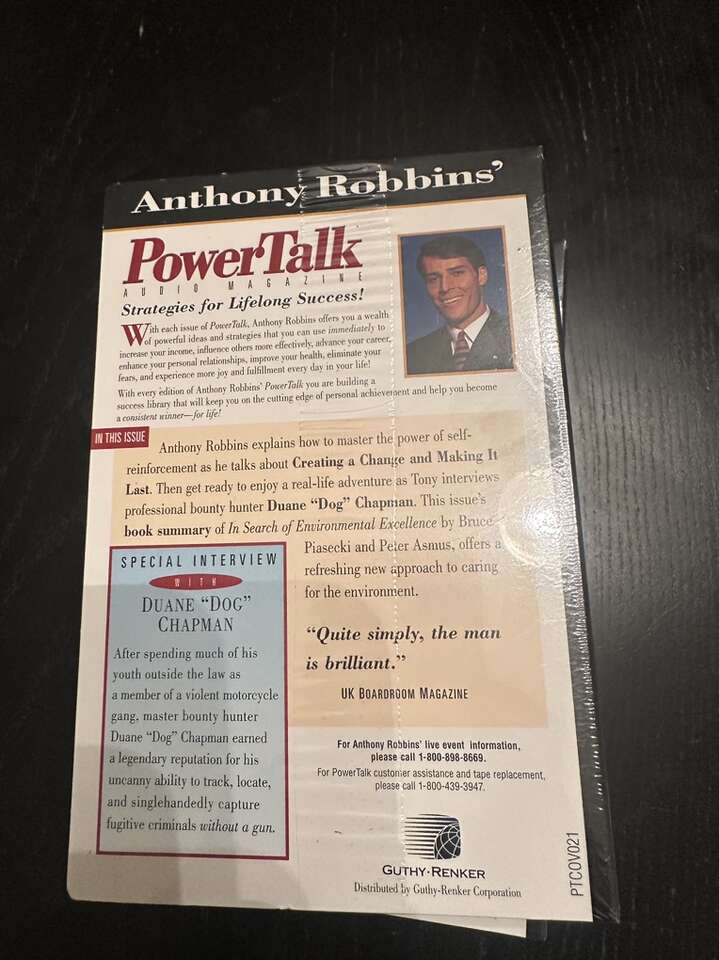 Anthony Robbins'
PowerTalk
AUDIO MAGAZINE
Strategies for Lifelong Success!
With each issue of PowerTalk, Anthony Robbins offers you a wealth
of powerful ideas and strategies that you can use immediately to
increase your income, influence others more effectively, advance your career,
enhance your personal relationships, improve your health, eliminate your
fears, and experience more joy and fulfillment every day in your life!
With every edition of Anthony Robbins' PowerTalk you are building a
success library that will keep you on the cutting edge of personal achievement and help you become
a consistent winner—for life!
IN THIS ISSUE
Anthony Robbins explains how to master the power of self-
reinforcement as he talks about Creating a Change and Making It
Last. Then get ready to enjoy a real-life adventure as Tony interviews
professional bounty hunter Duane "Dog" Chapman. This issue's
book summary of In Search of Environmental Excellence by Bruce
Piasecki and Peter Asmus, offers a
refreshing new approach to caring
for the environment.
"Quite simply, the man
is brilliant."
UK BOARDROOM MAGAZINE
SPECIAL INTERVIEW
WITH
DUANE "DOG"
CHAPMAN
After spending much of his
youth outside the law as
a member of a violent motorcycle
gang, master bounty hunter
Duane "Dog" Chapman earned
a legendary reputation for his
uncanny ability to track, locate,
and singlehandedly capture
fugitive criminals without a gun.
For Anthony Robbins' live event information,
please call 1-800-898-8669.
For PowerTalk customer assistance and tape replacement,
please call 1-800-439-3947.
GUTHY·RENKER
Distributed by Guthy-Renker Corporation
PTCOV021